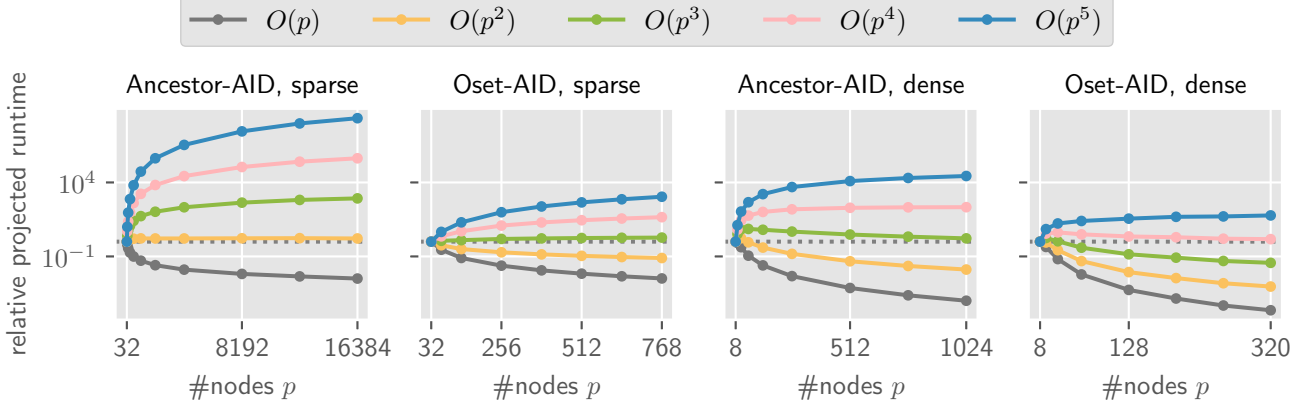 O(p) O(p²) O(p³) O(p⁴) O(p⁵)
Ancestor-AID, sparse Oset-AID, sparse Ancestor-AID, dense Oset-AID, dense
relative projected runtime
10⁴
10⁻¹
32 8192 16384 32 256 512 768 8 512 1024 8 128 320
#nodes p #nodes p #nodes p #nodes p